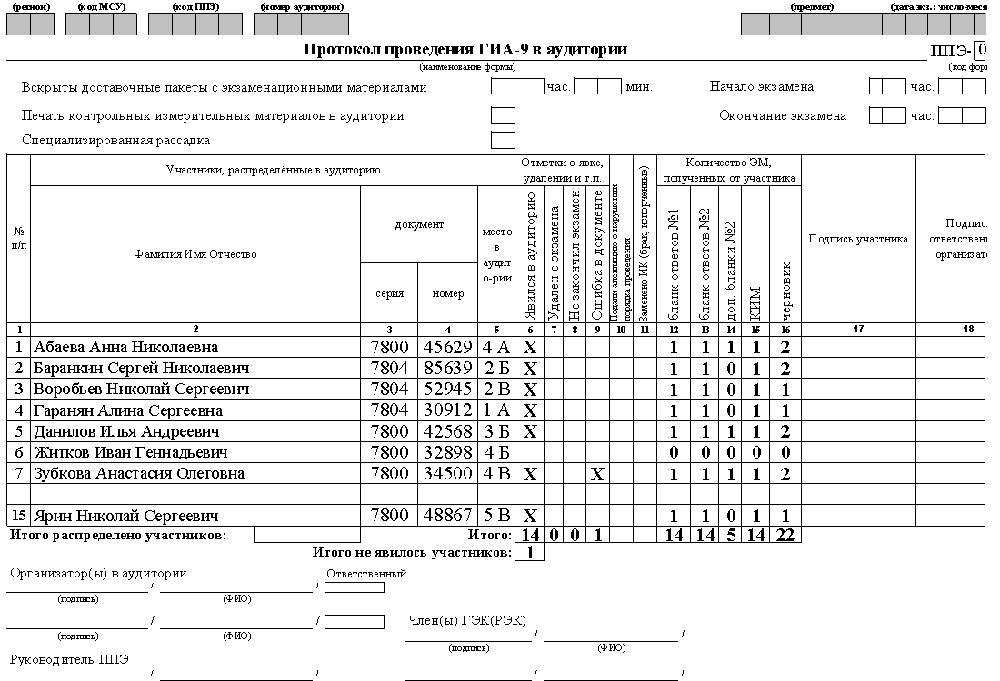 (регион) (код МСУ) (код ППЭ) (номер аудитории) (предмет) (дата экз.: число-меся
Протокол проведения ГИА-9 в аудитории ППЭ- 0
(наименование формы) (код фор
Вскрыты доставочные пакеты с экзаменационными материалами час. мин. Начало экзамена час.
Печать контрольных измерительных материалов в аудитории Окончание экзамена час.
Специализированная рассадка
№ п/п
Участники, распределённые в аудиторию
Фамилия Имя Отчество
документ
серия
номер
место
в
аудит
о-рии
Отметки о явке,
удалении и т.п.
Явился в аудиторию
Удален с экзамена
Не закончил экзамен
Ошибка в документе
Подали апелляцию о нарушении
порядка проведения
Заменено ИК (брак, испорченные)
Количество ЭМ,
полученных от участника
бланк ответов №1
бланк ответов №2
доп. бланки №2
КИМ
черновик
Подпись участника
Подпис
ответственн
организат
1 2 3 4 5 6 7 8 9 10 11 12 13 14 15 16 17 18
1 Абаева Анна Николаевна 7800 45629 4 А X 1 1 1 1 2
2 Баранкин Сергей Николаевич 7804 85639 2 Б X 1 1 0 1 2
3 Воробьев Николай Сергеевич 7804 52945 2 В X 1 1 0 1 1
4 Гаранян Алина Сергеевна 7804 30912 1 А X 1 1 0 1 1
5 Данилов Илья Андреевич 7800 42568 3 Б X 1 1 1 1 2
6 Житков Иван Геннадьевич 7800 32898 4 Б 0 0 0 0 0
7 Зубкова Анастасия Олеговна 7800 34500 4 В X X 1 1 1 1 2
15 Ярин Николай Сергеевич 7800 48867 5 В X 1 1 0 1 1
Итого распределено участников: Итого: 14 0 0 1 14 14 5 14 22
Итого не явилось участников: 1
Организатор(ы) в аудитории Ответственный
/ /
(подпись) (ФИО)
/ / Член(ы) ГЭК(РЭК)
(подпись) (ФИО) / /
(подпись) (ФИО)
Руководитель ППЭ
/ / / /